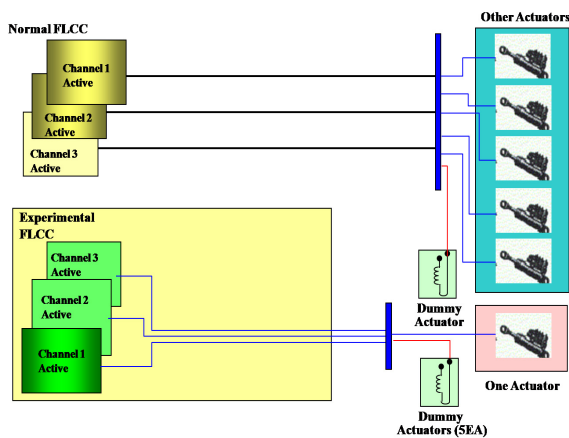 Normal FLCC
Other Actuators
Channel 1
Active
Channel 2
Active
Channel 3
Active
Experimental
FLCC
Channel 3
Active
Channel 2
Active
Channel 1
Active
Dummy
Actuator
One Actuator
Dummy
Actuators (5EA)